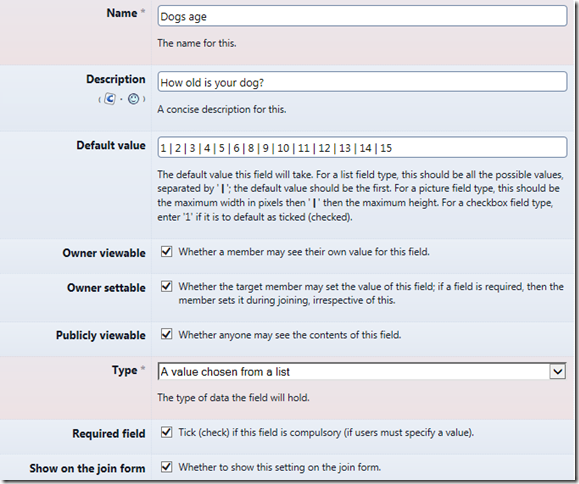 Name *
Dogs age
The name for this.
Description
How old is your dog?
( C · )
A concise description for this.
Default value
1 | 2 | 3 | 4 | 5 | 6 | 8 | 9 | 10 | 11 | 12 | 13 | 14 | 15
The default value this field will take. For a list field type, this should be all the possible values,
separated by ' | '; the default value should be the first. For a picture field type, this should be
the maximum width in pixels then ' | ' then the maximum height. For a checkbox field type,
enter '1' if it is to default as ticked (checked).
Owner viewable
Whether a member may see their own value for this field.
Owner settable
Whether the target member may set the value of this field; if a field is required, then the
member sets it during joining, irrespective of this.
Publicly viewable
Whether anyone may see the contents of this field.
Type *
A value chosen from a list
The type of data the field will hold.
Required field
Tick (check) if this field is compulsory (if users must specify a value).
Show on the join form
Whether to show this setting on the join form.